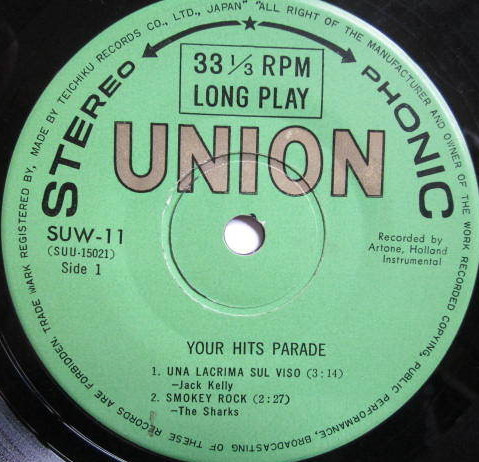 TRADE MARK REGISTERED BY, MADE BY TEICHIKU RECORDS CO., LTD., JAPAN" "ALL RIGHT OF THE MANUFACTURER AND OWNER OF THE WORK RECORDED COPYING, PUBLIC PERFORMANCE, BROADCASTING OF THESE RECORDS ARE FORBIDDEN.
33 1/3 RPM
LONG PLAY
STEREO PHONIC
UNION
SUW-11
(SUU-15021)
Side 1
Recorded by
Artone, Holland
Instrumental
YOUR HITS PARADE
1. UNA LACRIMA SUL VISO (3:14)
—Jack Kelly
2. SMOKEY ROCK (2:27)
—The Sharks